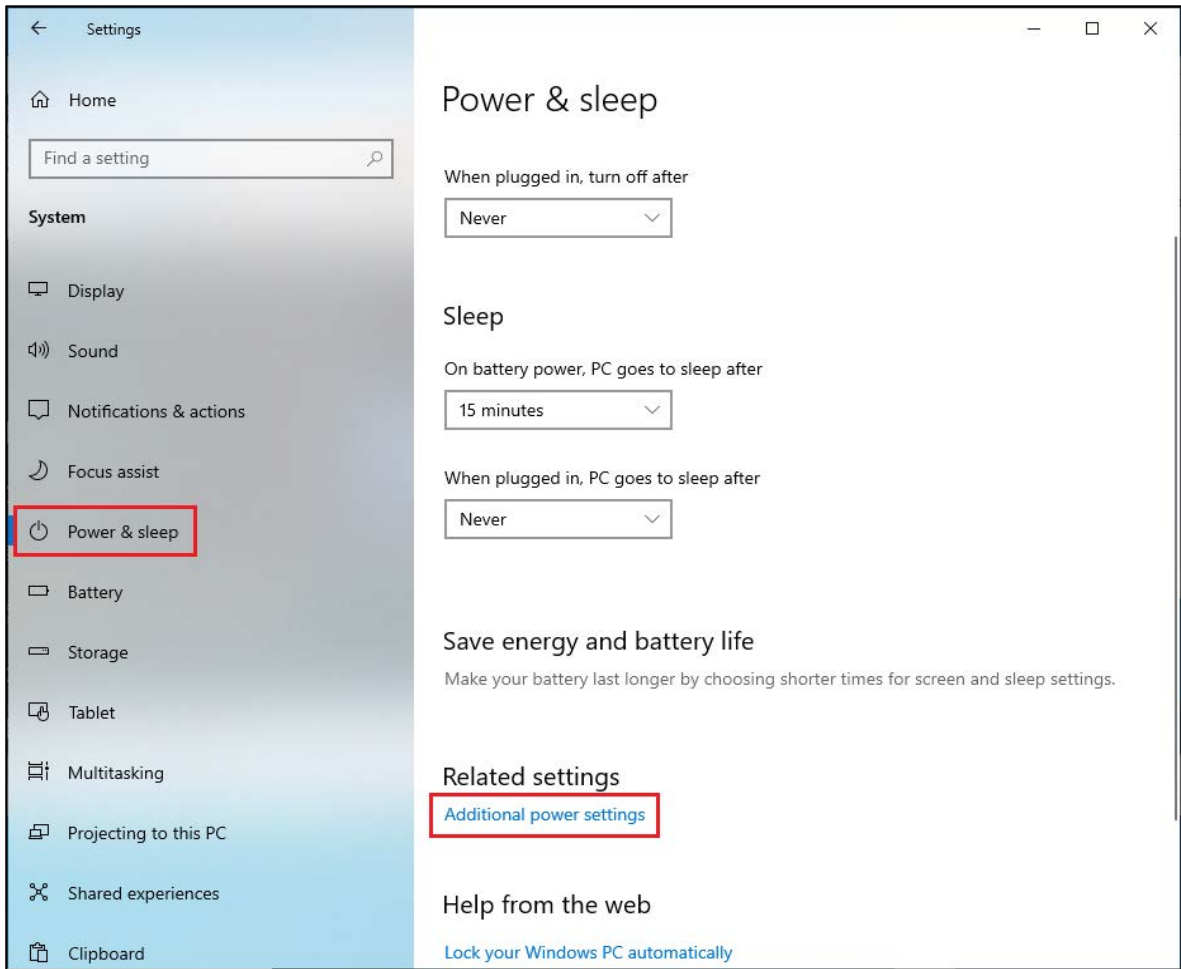 Settings
Home
Find a setting
System
Display
Sound
Notifications & actions
Focus assist
Power & sleep
Battery
Storage
Tablet
Multitasking
Projecting to this PC
Shared experiences
Clipboard
Power & sleep
When plugged in, turn off after
Never
Sleep
On battery power, PC goes to sleep after
15 minutes
When plugged in, PC goes to sleep after
Never
Save energy and battery life
Make your battery last longer by choosing shorter times for screen and sleep settings.
Related settings
Additional power settings
Help from the web
Lock your Windows PC automatically